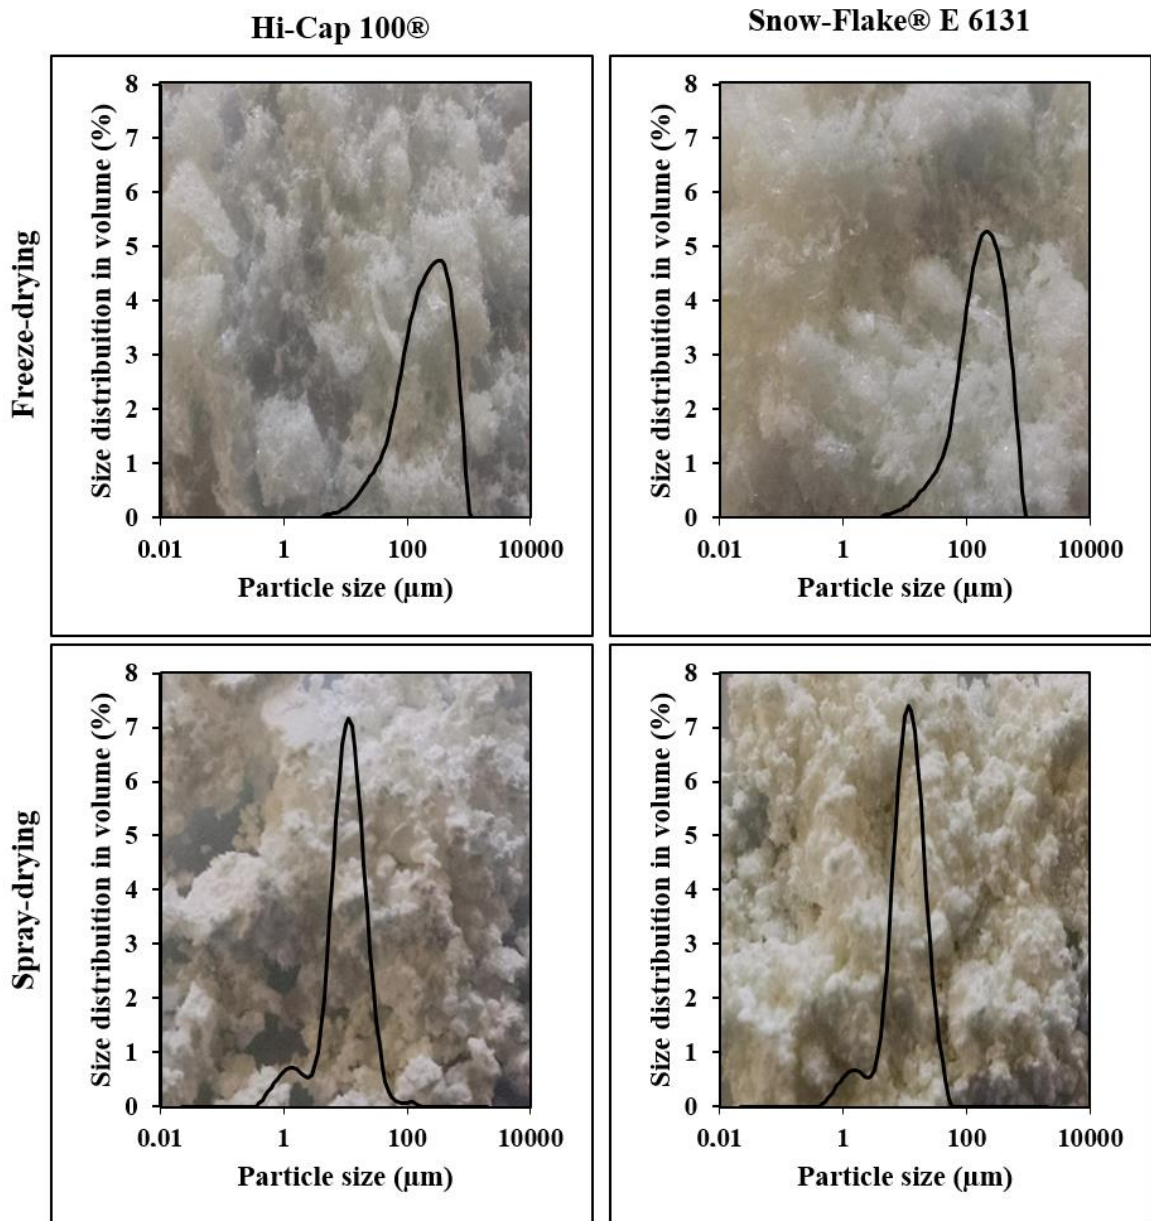 Hi-Cap 100®
Snow-Flake® E 6131
Freeze-drying
Size distribuition in volume (%)
8
7
6
5
4
3
2
1
0
0.01 1 100 10000
Particle size (µm)
Size distribuition in volume (%)
8
7
6
5
4
3
2
1
0
0.01 1 100 10000
Particle size (µm)
Spray-drying
Size distribuition in volume (%)
8
7
6
5
4
3
2
1
0
0.01 1 100 10000
Particle size (µm)
Size distribuition in volume (%)
8
7
6
5
4
3
2
1
0
0.01 1 100 10000
Particle size (µm)